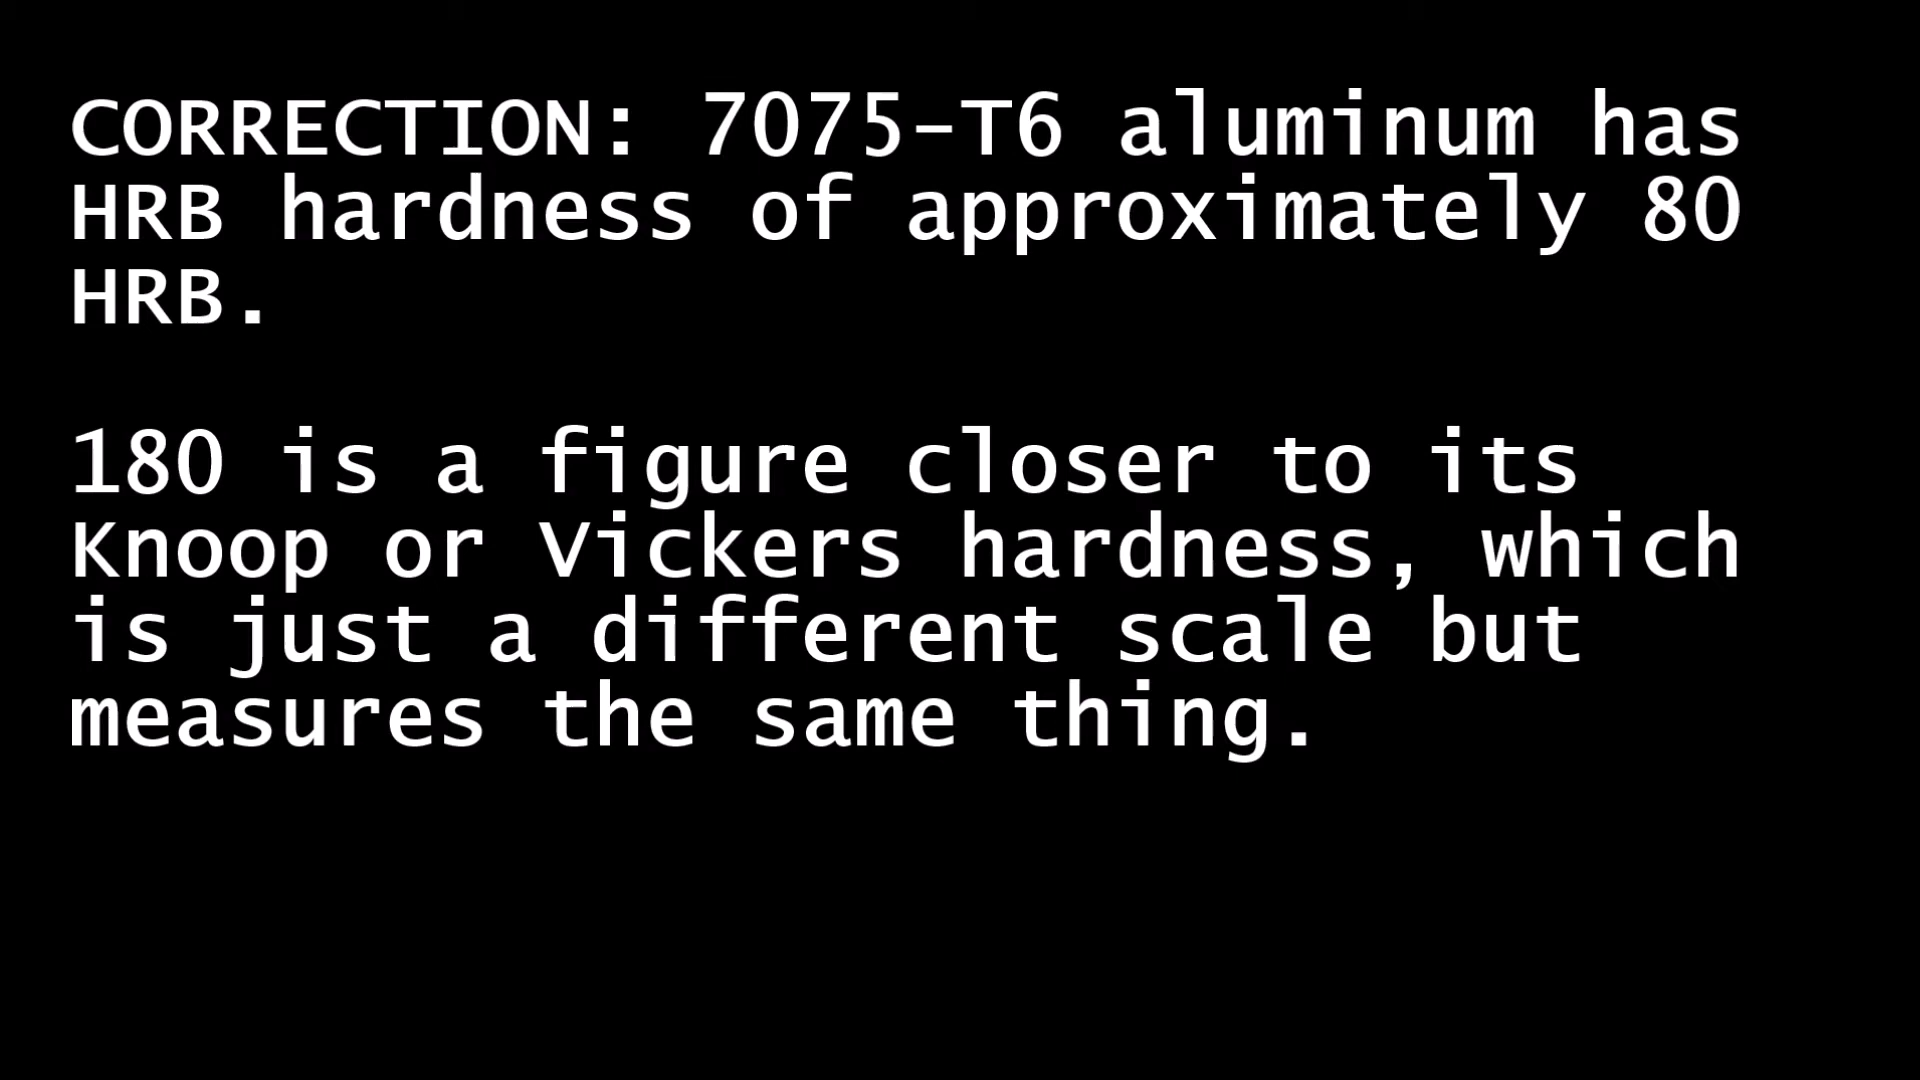 CORRECTION: 7075-T6 aluminum has
HRB hardness of approximately 80
HRB.
180 is a figure closer to its
Knoop or Vickers hardness, which
is just a different scale but
measures the same thing.